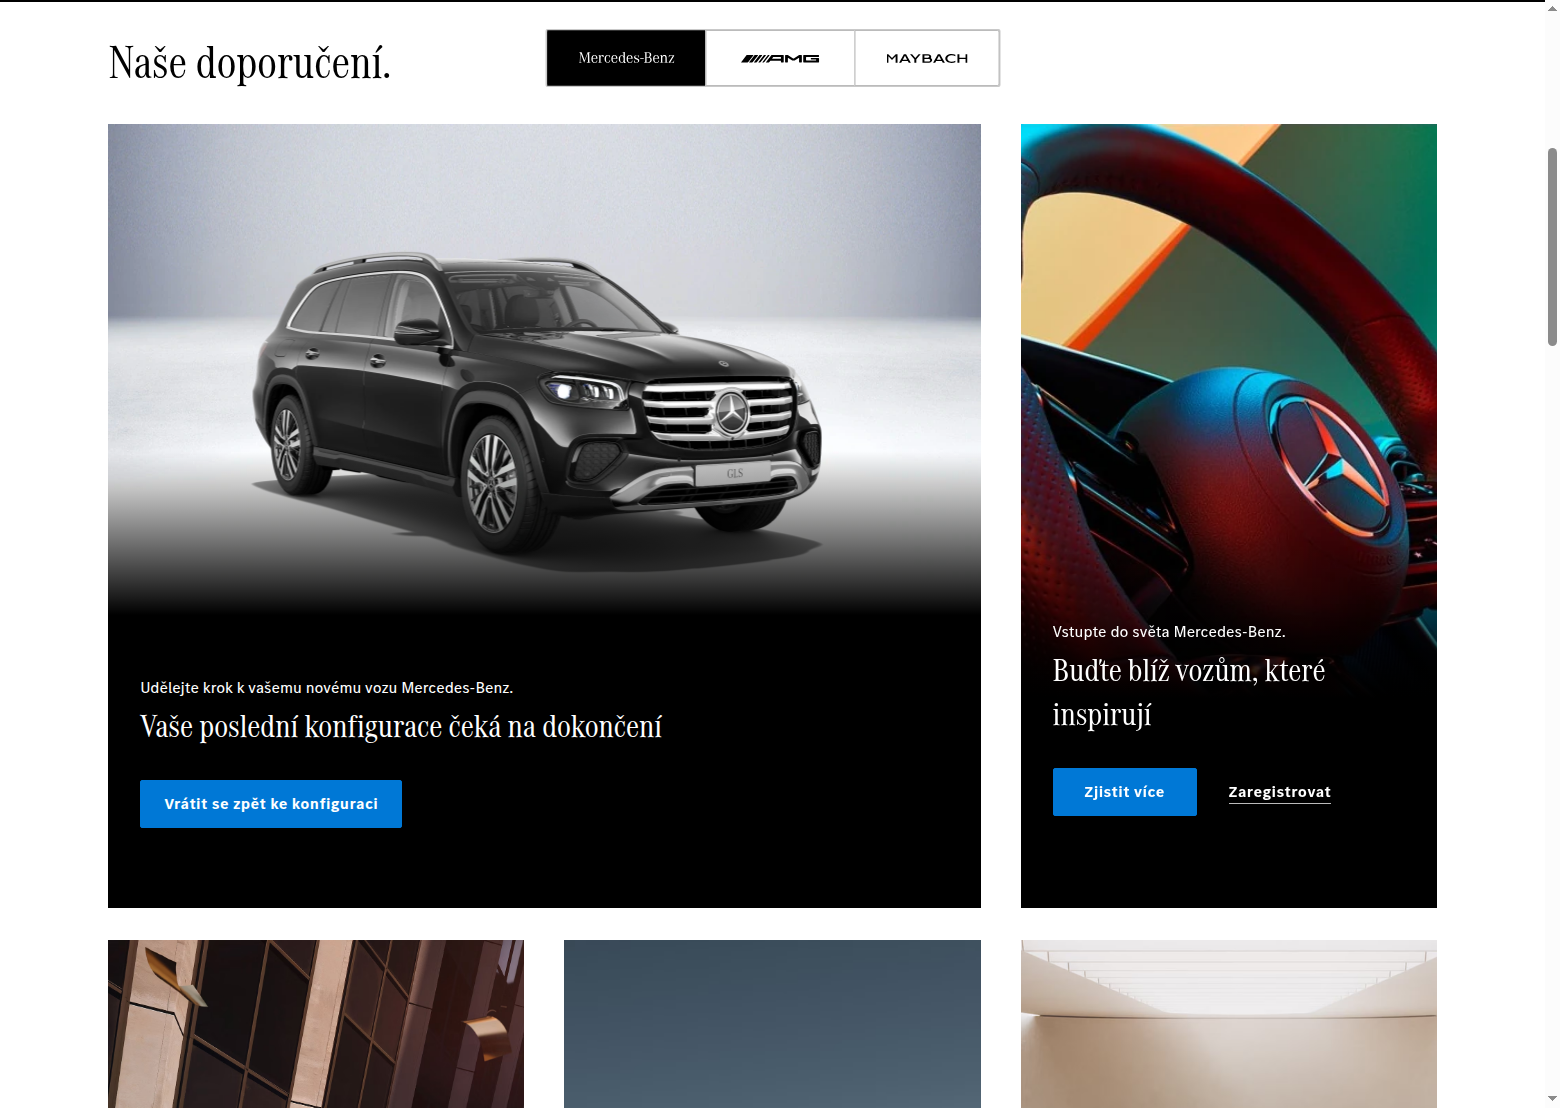 Naše doporučení.
Mercedes-Benz
AMG
MAYBACH
GLS
Udělejte krok k vašemu novému vozu Mercedes-Benz.
Vaše poslední konfigurace čeká na dokončení
Vrátit se zpět ke konfiguraci
Vstupte do světa Mercedes-Benz.
Buďte blíž vozům, které
inspirují
Zjistit více
Zaregistrovat